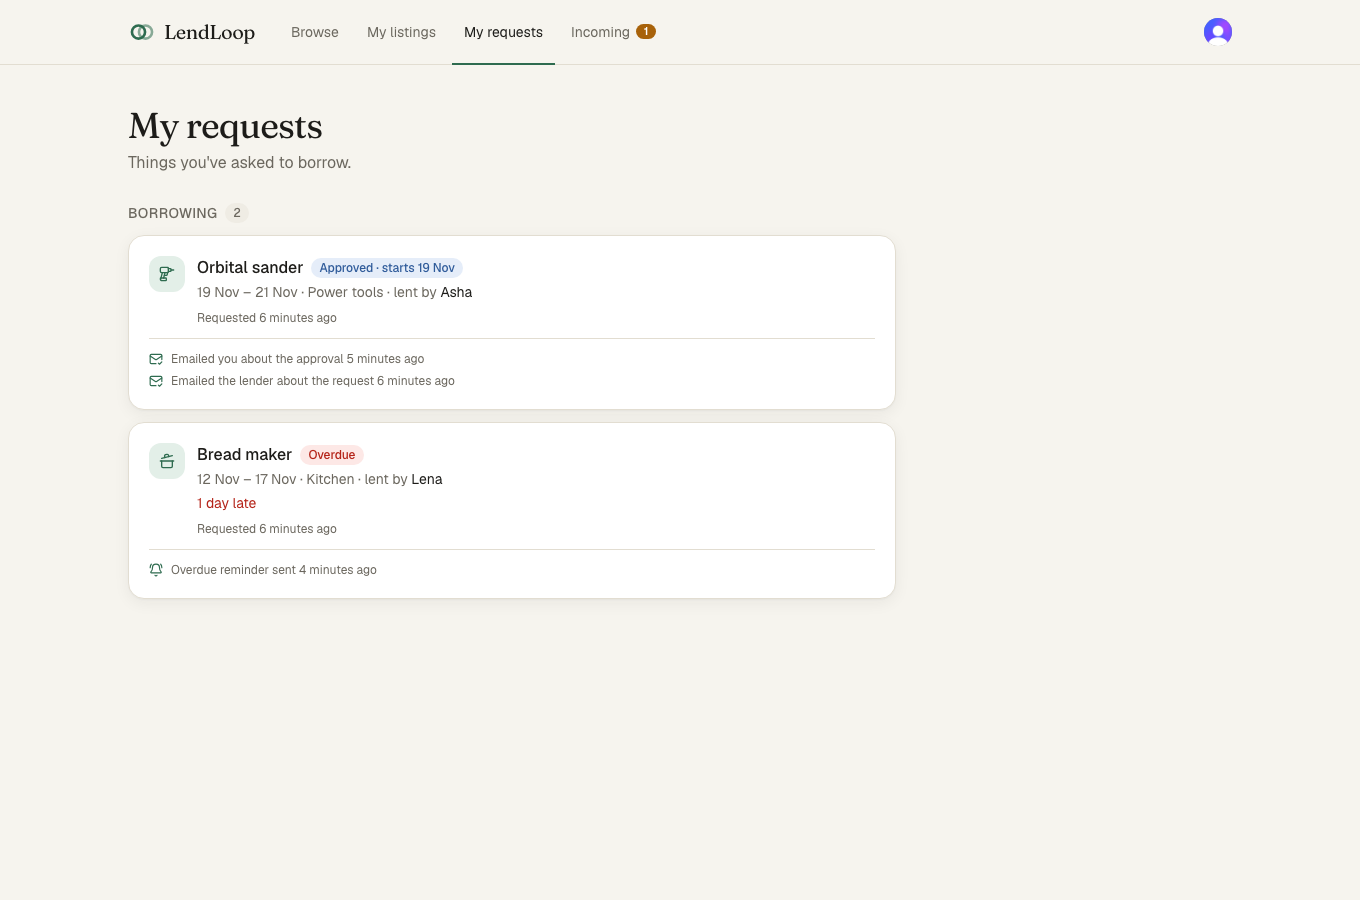 LendLoop
Browse
My listings
My requests
Incoming 1
My requests
Things you've asked to borrow.
BORROWING 2
Orbital sander Approved · starts 19 Nov
19 Nov – 21 Nov · Power tools · lent by Asha
Requested 6 minutes ago
Emailed you about the approval 5 minutes ago
Emailed the lender about the request 6 minutes ago
Bread maker Overdue
12 Nov – 17 Nov · Kitchen · lent by Lena
1 day late
Requested 6 minutes ago
Overdue reminder sent 4 minutes ago